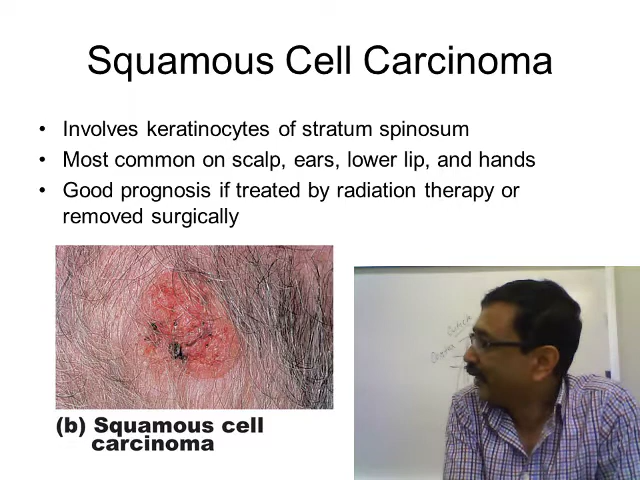 Squamous Cell Carcinoma
• Involves keratinocytes of stratum spinosum
• Most common on scalp, ears, lower lip, and hands
• Good prognosis if treated by radiation therapy or
removed surgically
(b) Squamous cell
carcinoma